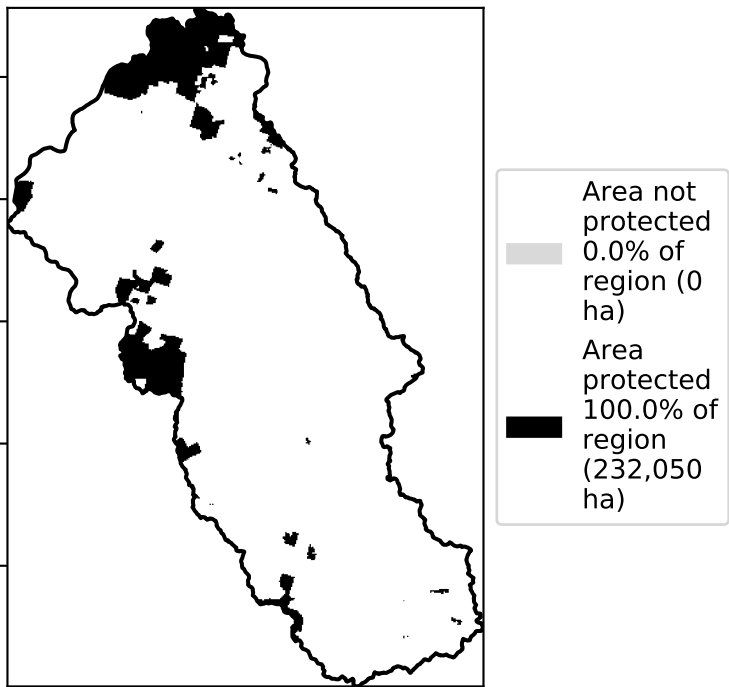 Area not
protected
0.0% of
region (0
ha)
Area
protected
100.0% of
region
(232,050
ha)